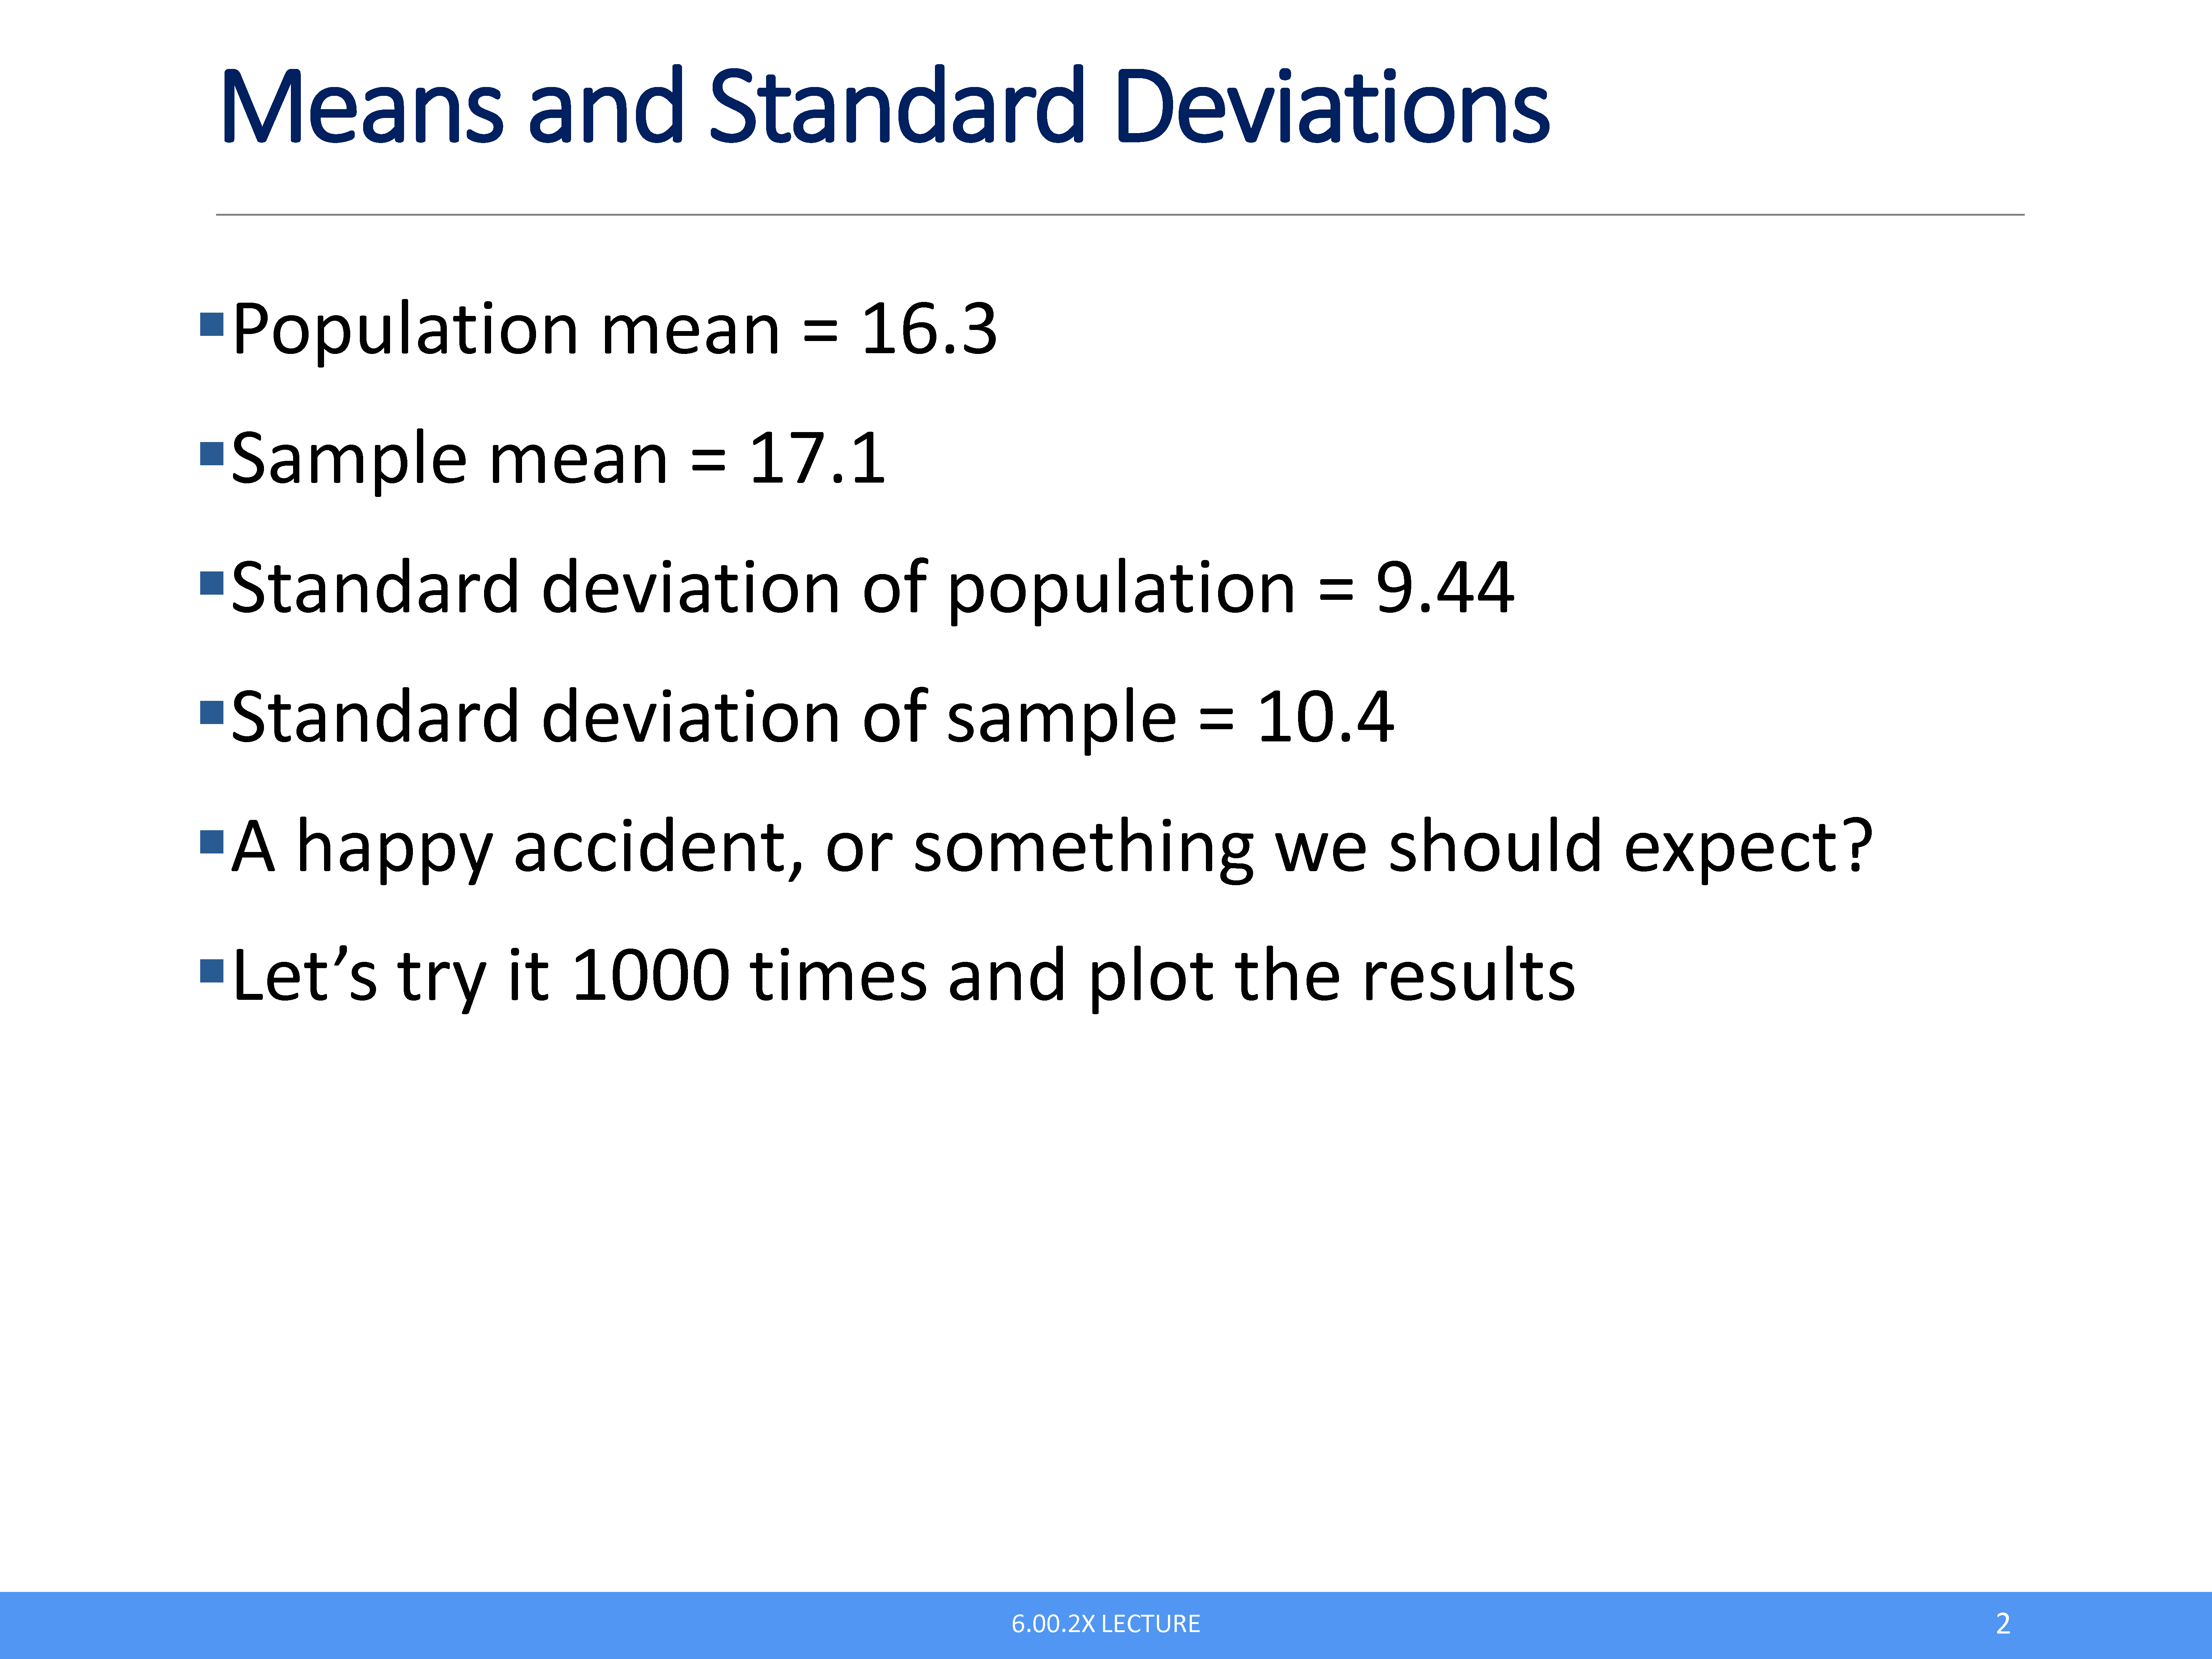 Means and Standard Deviations
▪Population mean = 16.3
▪Sample mean = 17.1
▪Standard deviation of population = 9.44
▪Standard deviation of sample = 10.4
▪A happy accident, or something we should expect?
▪Let’s try it 1000 times and plot the results
6.00.2X LECTURE
2